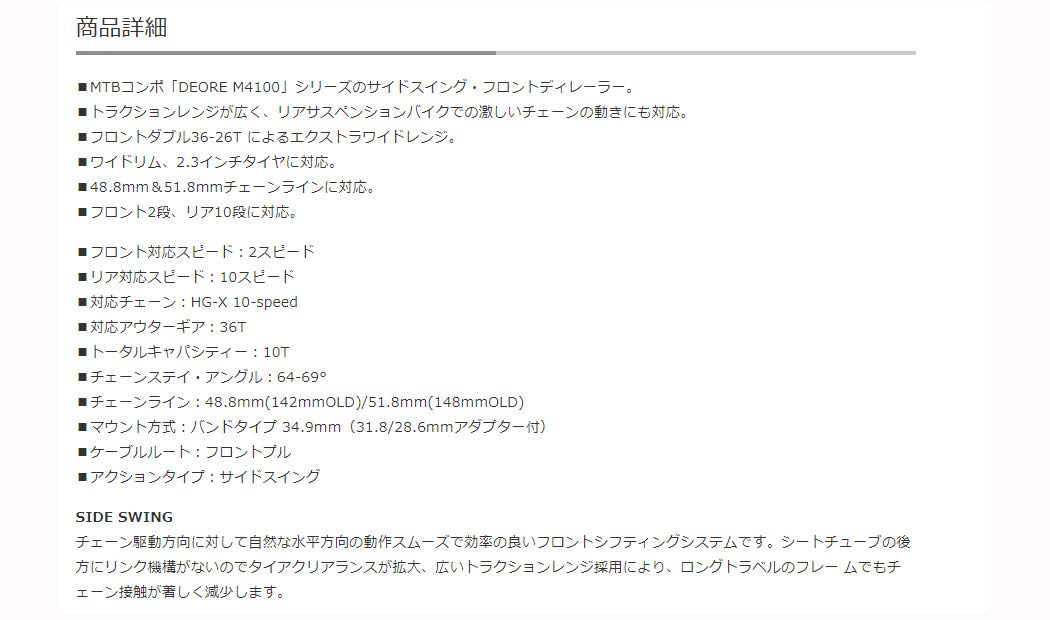 商品詳細
■MTBコンポ「DEORE M4100」シリーズのサイドスイング・フロントディレーラー。
■トラクションレンジが広く、リアサスペンションバイクでの激しいチェーンの動きにも対応。
■フロントダブル36-26T によるエクストラワイドレンジ。
■ワイドリム、2.3インチタイヤに対応。
■48.8mm＆51.8mmチェーンラインに対応。
■フロント2段、リア10段に対応。
■フロント対応スピード：2スピード
■リア対応スピード：10スピード
■対応チェーン：HG-X 10-speed
■対応アウターギア：36T
■トータルキャパシティー：10T
■チェーンステイ・アングル：64-69°
■チェーンライン：48.8mm(142mmOLD)/51.8mm(148mmOLD)
■マウント方式：バンドタイプ 34.9mm（31.8/28.6mmアダプター付）
■ケーブルルート：フロントプル
■アクションタイプ：サイドスイング
SIDE SWING
チェーン駆動方向に対して自然な水平方向の動作スムーズで効率の良いフロントシフティングシステムです。シートチューブの後
方にリンク機構がないのでタイアクリアランスが拡大、広いトラクションレンジ採用により、ロングトラベルのフレー ムでもチ
ェーン接触が著しく減少します。